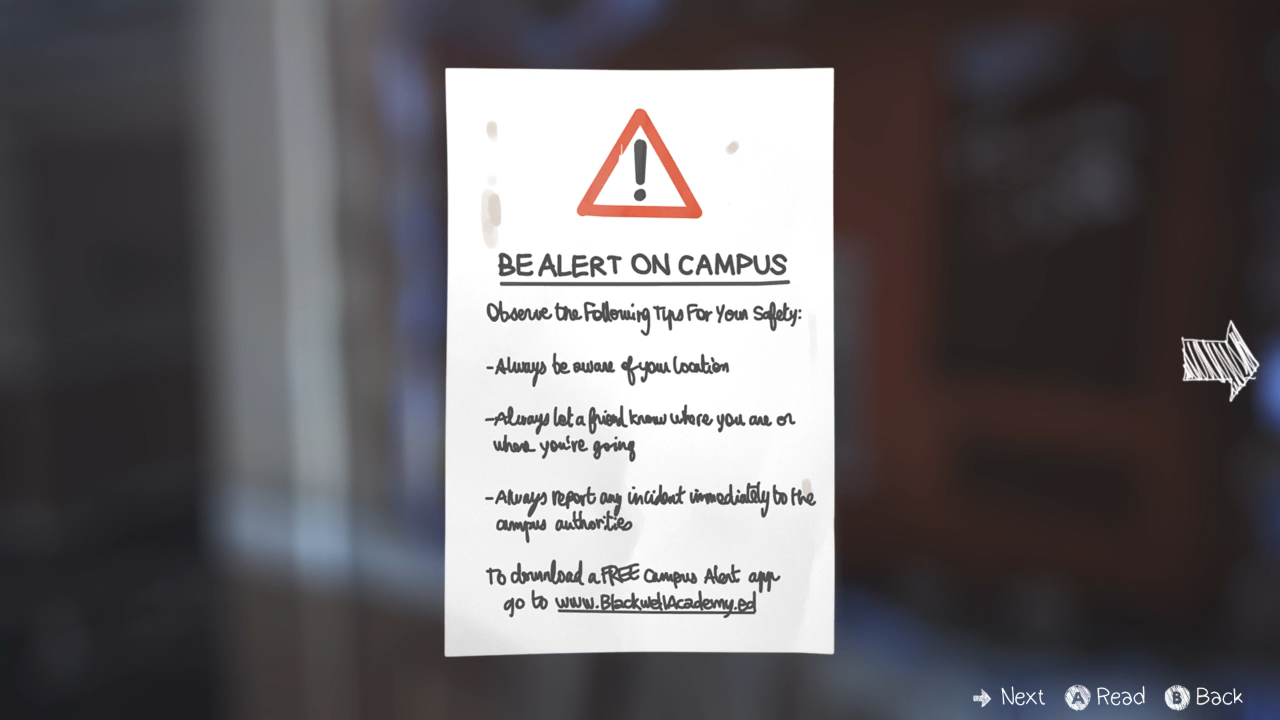 !
BE ALERT ON CAMPUS
Observe the Following Tips For Your Safety:
-Always be aware of your location
-Always let a friend know where you are or
where you're going
-Always report any incident immediately to the
campus authorities
To download a FREE Campus Alert app
go to www.BlackwellAcademy.ed
Next A Read B Back